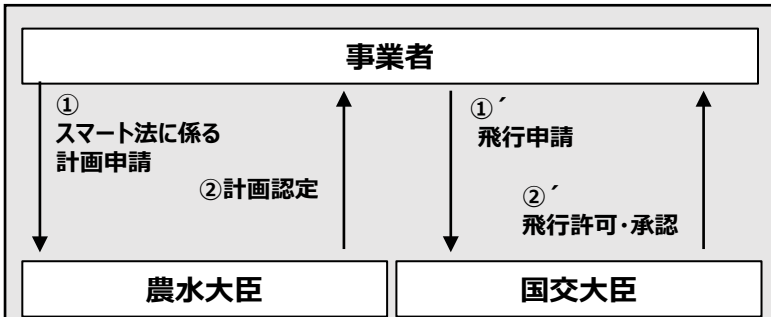 事業者
①
スマート法に係る
計画申請
②計画認定
①´
飛行申請
②´
飛行許可・承認
農水大臣
国交大臣